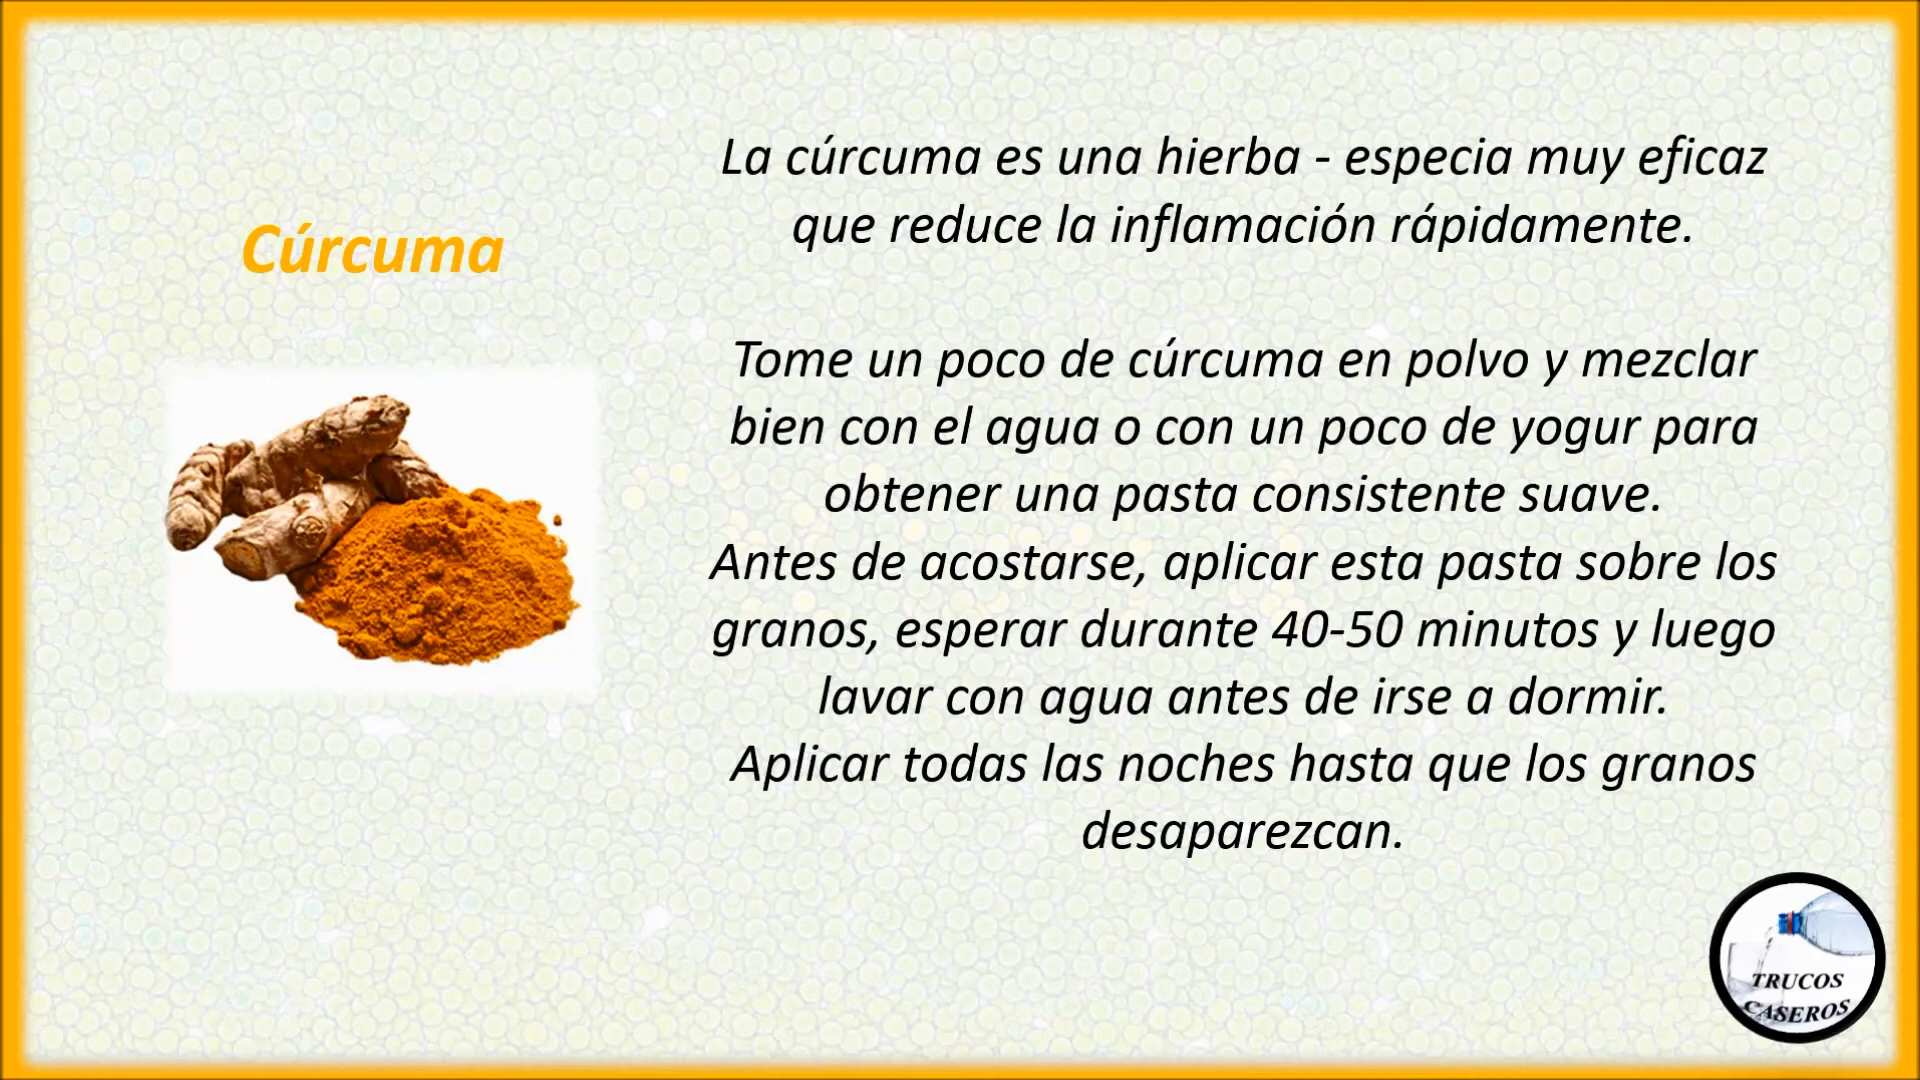 Cúrcuma
La cúrcuma es una hierba - especia muy eficaz
que reduce la inflamación rápidamente.
Tome un poco de cúrcuma en polvo y mezclar
bien con el agua o con un poco de yogur para
obtener una pasta consistente suave.
Antes de acostarse, aplicar esta pasta sobre los
granos, esperar durante 40-50 minutos y luego
lavar con agua antes de irse a dormir.
Aplicar todas las noches hasta que los granos
desaparezcan.
TRUCOS
CASEROS